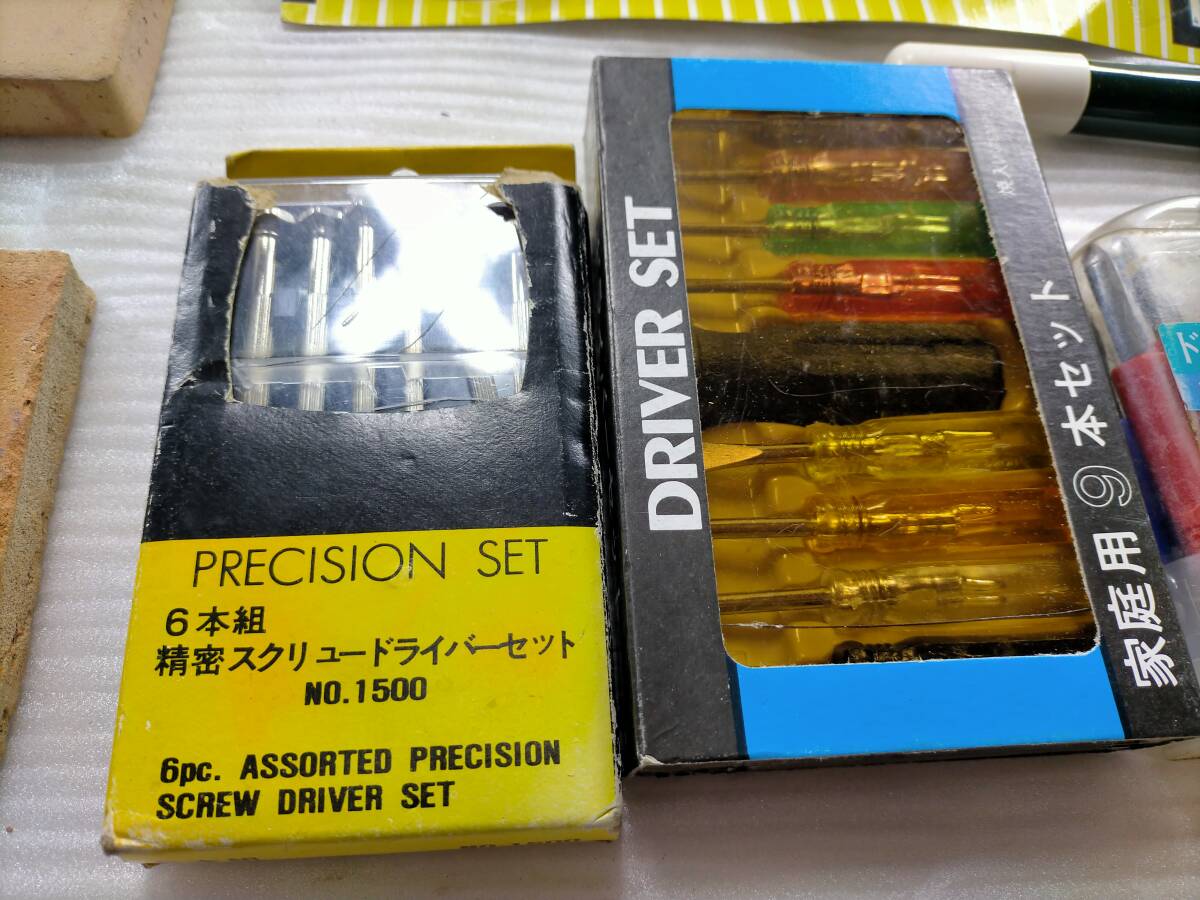 PRECISION SET
6本組
精密スクリュードライバーセット
NO.1500
6pc. ASSORTED PRECISION
SCREW DRIVER SET
DRIVER SET
家庭用⑨本セット